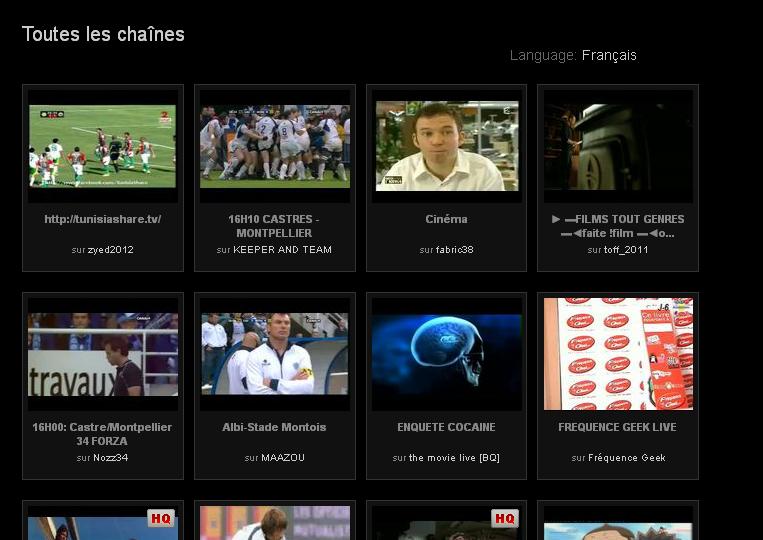 Toutes les chaînes
Language: Français
http://tunisiashare.tv/
sur zyed2012
16H10 CASTRES -
MONTPELLIER
sur KEEPER AND TEAM
Cinéma
sur fabric38
► ▬FILMS TOUT GENRES
▬◄faite !film ▬◄o...
sur toff_2011
travaux
16H00: Castre/Montpellier
34 FORZA
sur Nozz34
Albi-Stade Montois
sur MAAZOU
ENQUETE COCAINE
sur the movie live [BQ]
J-6
FREQUENCE GEEK LIVE
sur Fréquence Geek
HQ
HQ